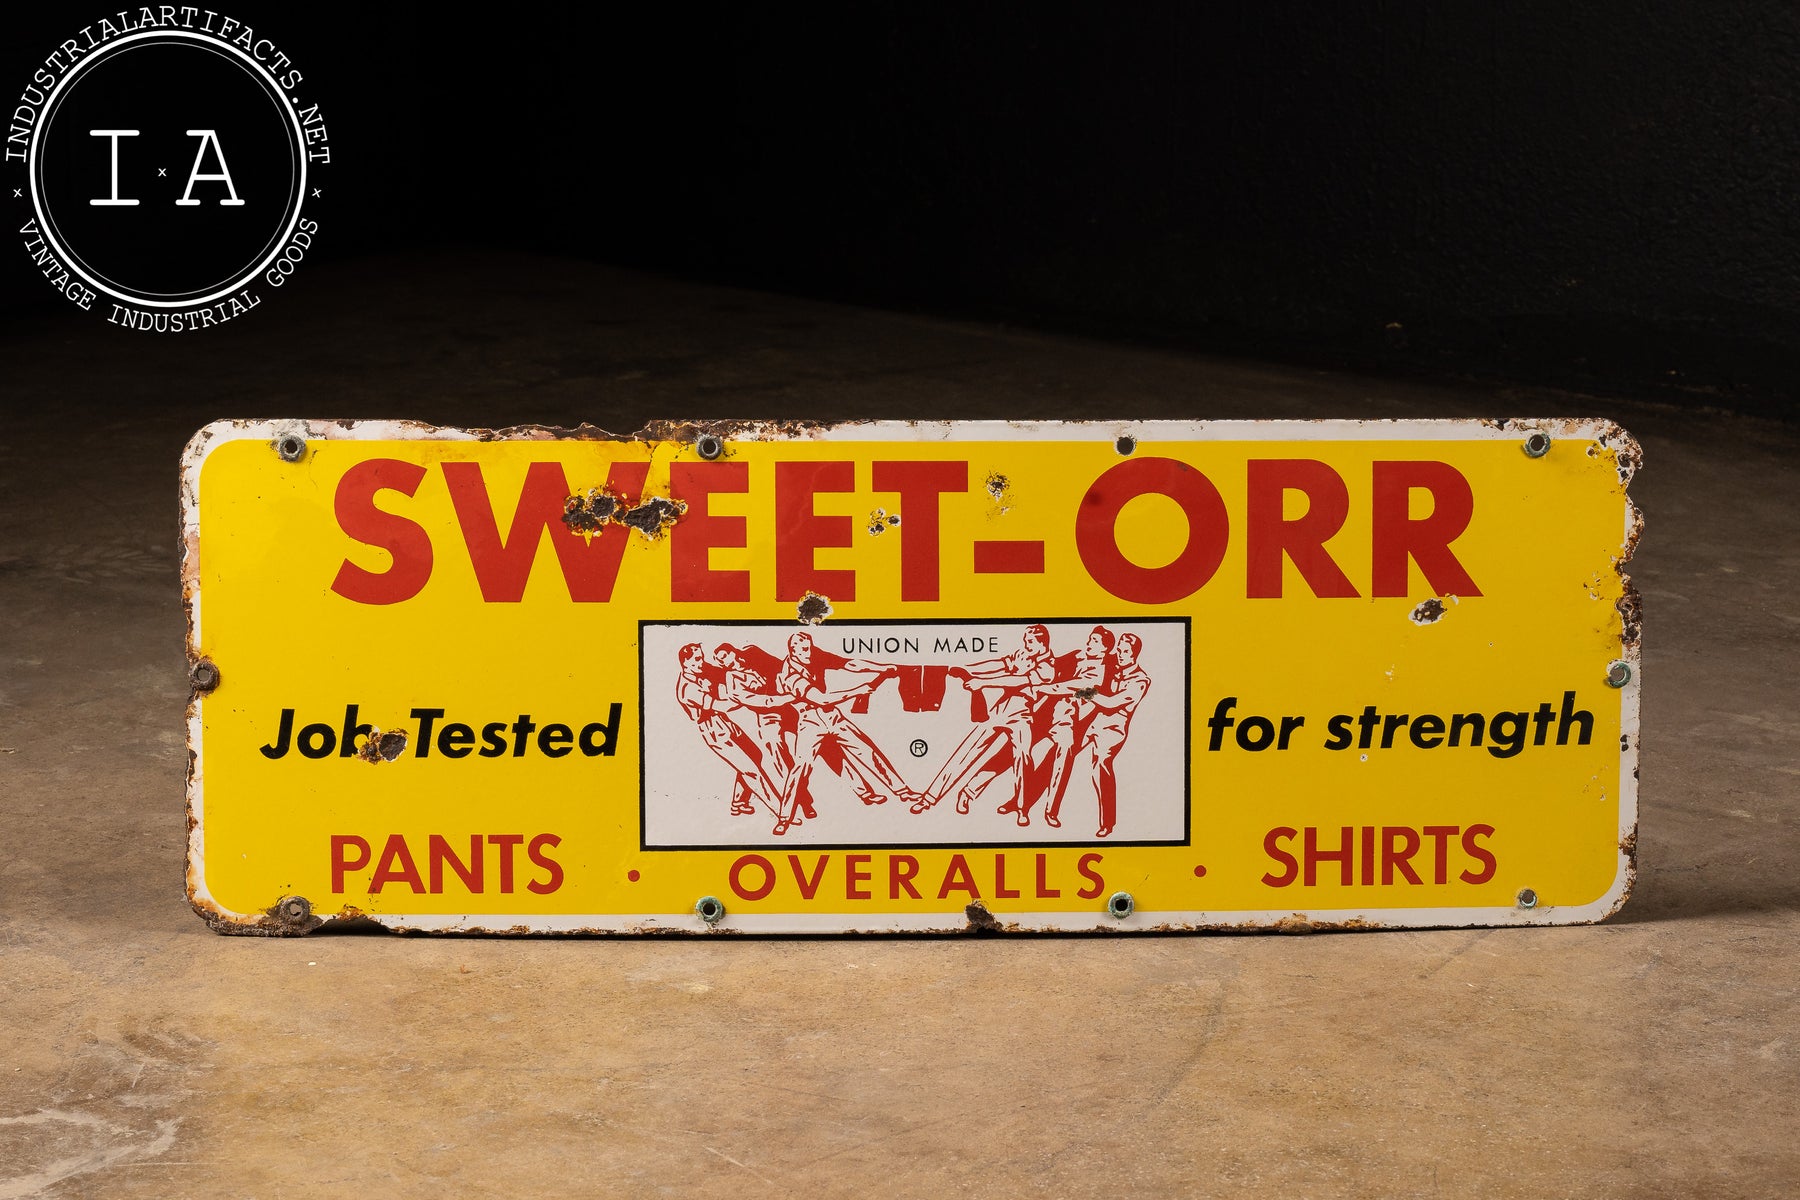 INDUSTRIALARTIFACTS.NET
I x A
x VINTAGE INDUSTRIAL GOODS x
SWEET-ORR
UNION MADE
Job-Tested
for strength
®
PANTS • OVERALLS • SHIRTS